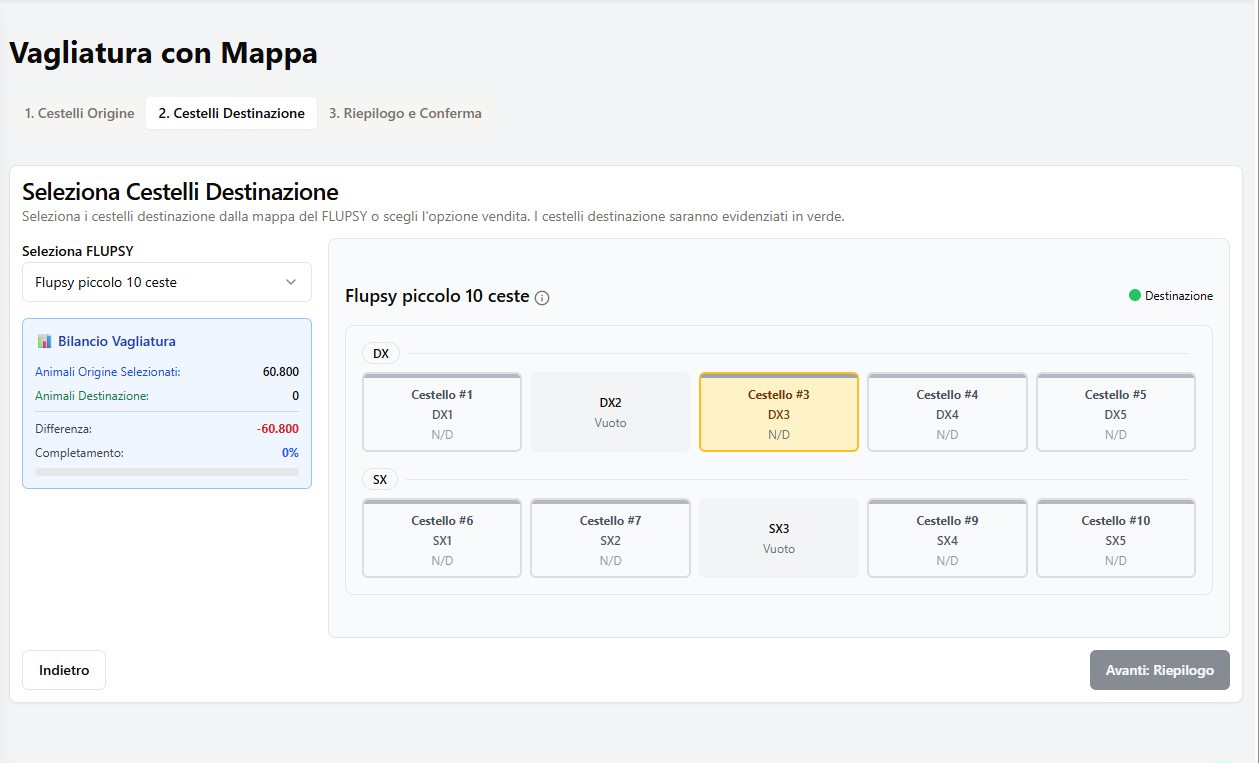 Vagliatura con Mappa
1. Cestelli Origine 2. Cestelli Destinazione 3. Riepilogo e Conferma
Seleziona Cestelli Destinazione
Seleziona i cestelli destinazione dalla mappa del FLUPSY o scegli l'opzione vendita. I cestelli destinazione saranno evidenziati in verde.
Seleziona FLUPSY
Flupsy piccolo 10 ceste
Bilancio Vagliatura
Animali Origine Selezionati: 60.800
Animali Destinazione: 0
Differenza: -60.800
Completamento: 0%
Flupsy piccolo 10 ceste
Destinazione
DX
Cestello #1
DX1
N/D
DX2
Vuoto
Cestello #3
DX3
N/D
Cestello #4
DX4
N/D
Cestello #5
DX5
N/D
SX
Cestello #6
SX1
N/D
Cestello #7
SX2
N/D
SX3
Vuoto
Cestello #9
SX4
N/D
Cestello #10
SX5
N/D
Indietro
Avanti: Riepilogo